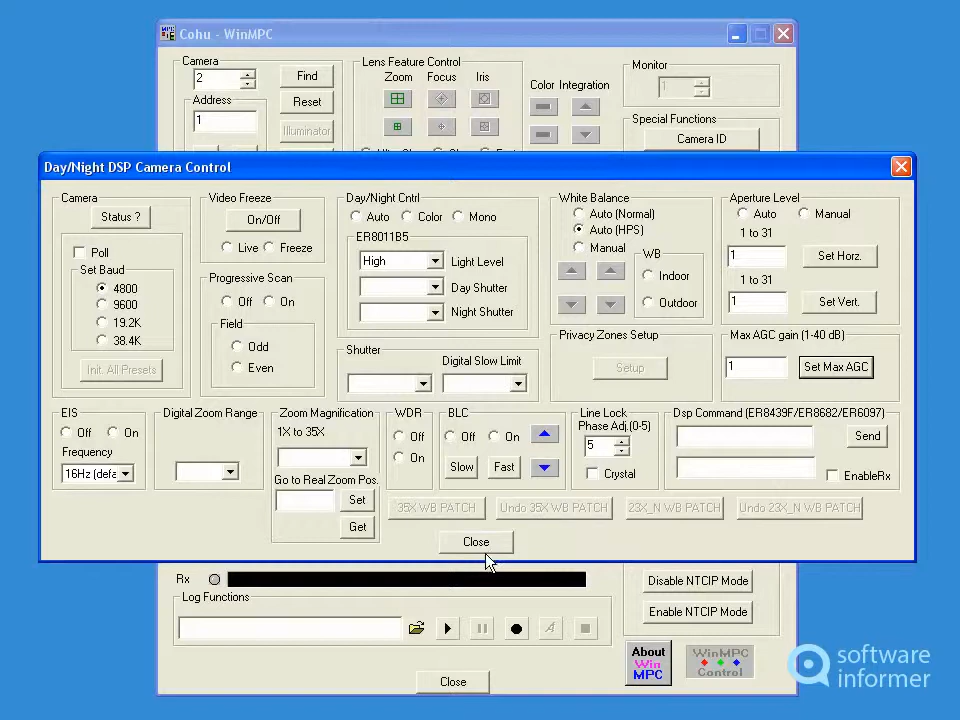 Cohu - WinMPC
Camera
2
Find
Address
Reset
1
Illuminator
Lens Feature Control
Zoom Focus Iris
Color Integration
Monitor
1
Special Functions
Camera ID
Day/Night DSP Camera Control
Camera
Status ?
Poll
Set Baud
4800
9600
19.2K
38.4K
Init. All Presets
Video Freeze
On/Off
Live Freeze
Progressive Scan
Off On
Field
Odd
Even
Day/Night Cntrl
Auto Color Mono
ER8011B5
High Light Level
Day Shutter
Night Shutter
Shutter
Digital Slow Limit
White Balance
Auto (Normal)
Auto (HPS)
Manual
WB
Indoor
Outdoor
Privacy Zones Setup
Setup
Aperture Level
Auto Manual
1 to 31
1 Set Horz.
1 to 31
1 Set Vert.
Max AGC gain (1-40 dB)
1 Set Max AGC
EIS
Off On
Frequency
16Hz (defa
Digital Zoom Range
Zoom Magnification
1X to 35X
Go to Real Zoom Pos.
Set
Get
WDR
Off
On
BLC
Off On
Slow Fast
Line Lock
Phase Adj.(0-5)
5
Crystal
Dsp Command (ER8439F/ER8682/ER6097)
Send
EnableRx
35X WB PATCH Undo 35X WB PATCH 23X_N WB PATCH Undo 23X_N WB PATCH
Close
Rx
Log Functions
Disable NTCIP Mode
Enable NTCIP Mode
About
Win
MPC
WinMPC
Control
Close
software
informer